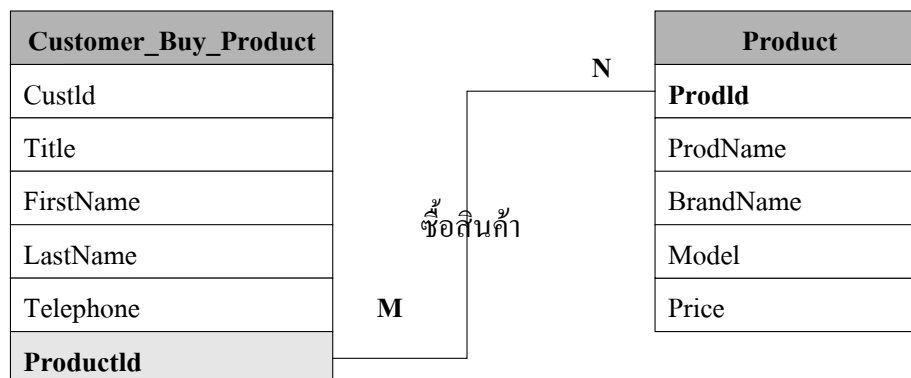 Customer_Buy_Product
CustId
Title
FirstName
LastName
Telephone
ProductId
M
ซื้อสินค้า
N
Product
ProdId
ProdName
BrandName
Model
Price